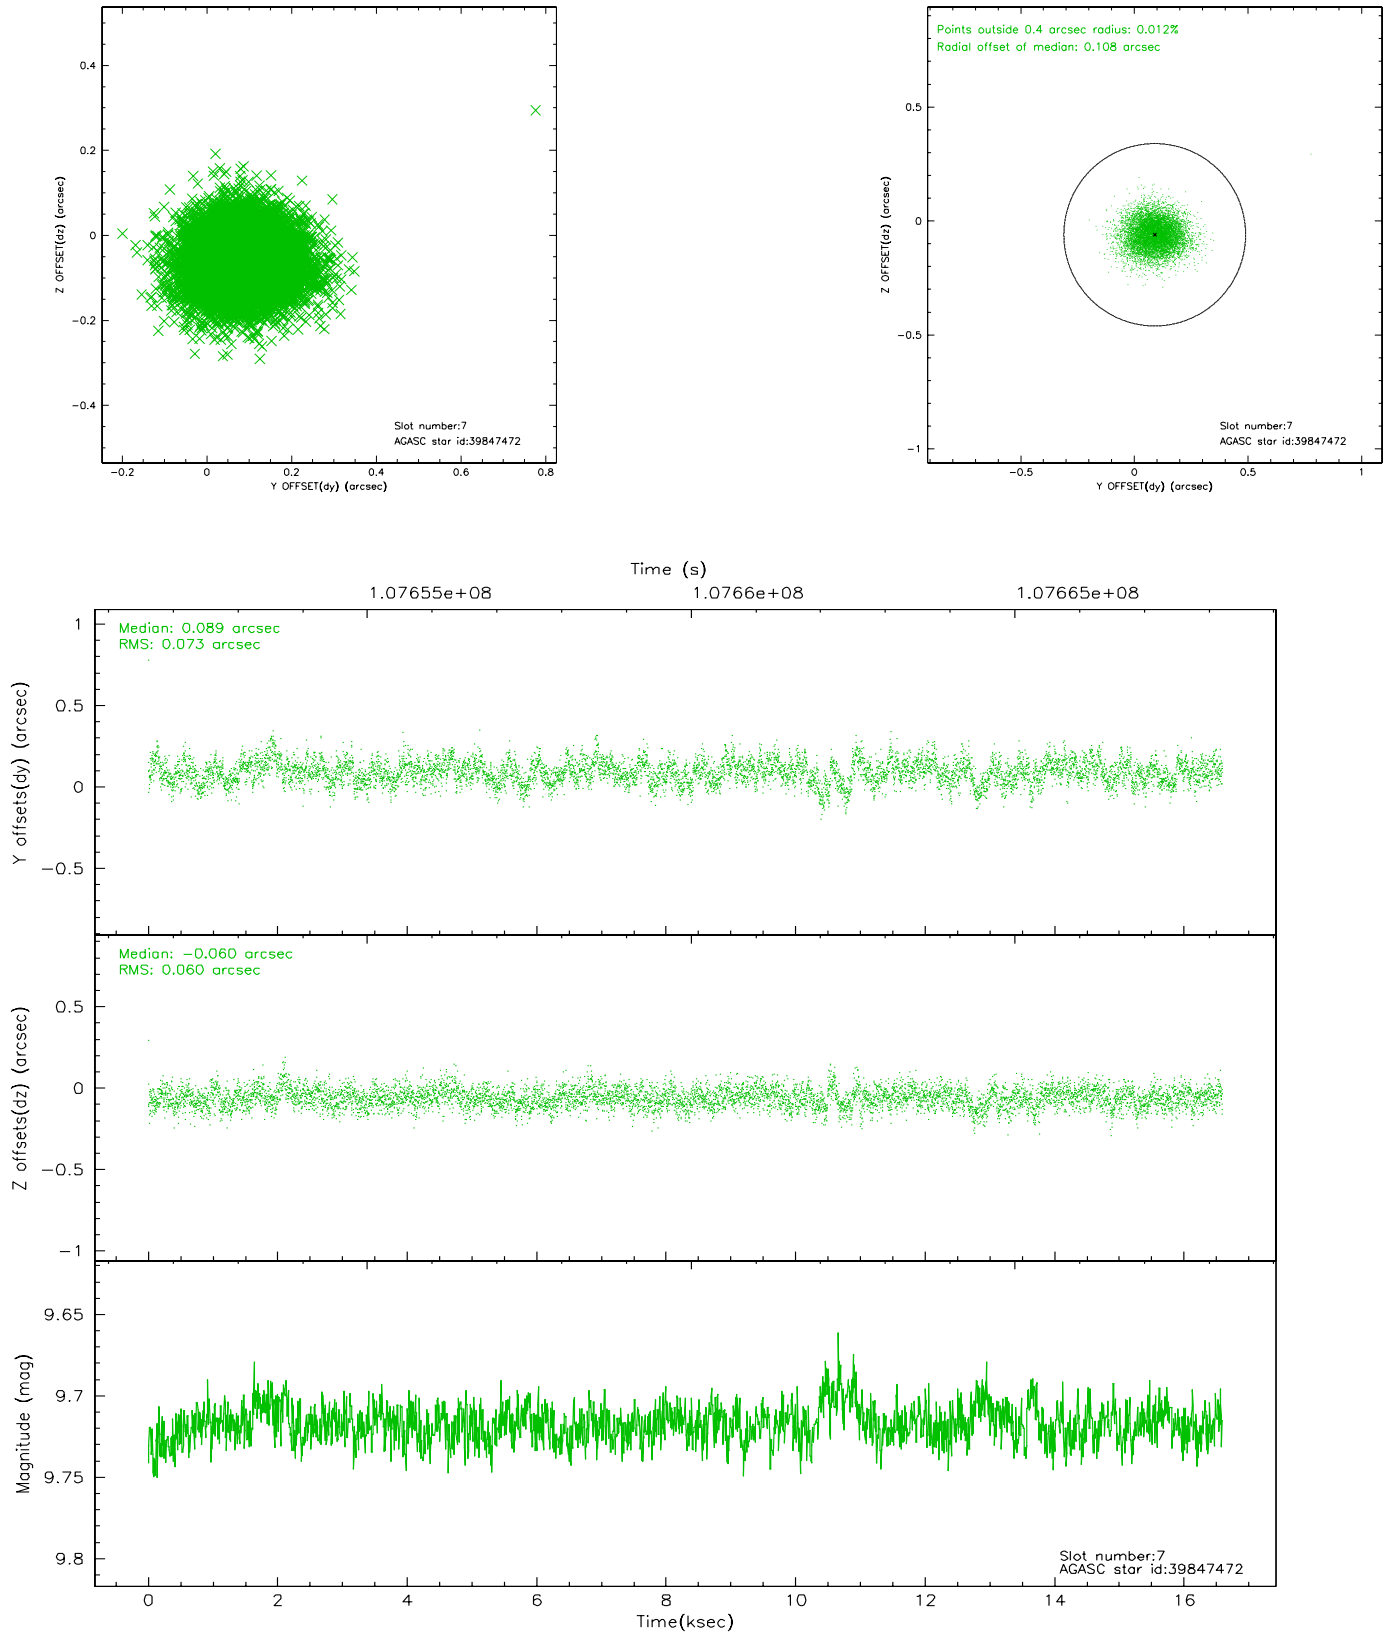 0.4
0.2
0
−0.2
−0.4
Z OFFSET(dz) (arcsec)
Slot number:7
AGASC star id:39847472
−0.2
0
0.2
0.4
0.6
0.8
Y OFFSET(dy) (arcsec)
Points outside 0.4 arcsec radius: 0.012%
Radial offset of median: 0.108 arcsec
0.5
0
−0.5
−1
Z OFFSET(dz) (arcsec)
Slot number:7
AGASC star id:39847472
−0.5
0
0.5
1
Y OFFSET(dy) (arcsec)
Time (s)
1.07655e+08
1.0766e+08
1.07665e+08
Median: 0.089 arcsec
RMS: 0.073 arcsec
1
0.5
0
−0.5
Y offsets(dy) (arcsec)
Median: −0.060 arcsec
RMS: 0.060 arcsec
0.5
0
−0.5
−1
Z offsets(dz) (arcsec)
9.65
9.7
9.75
9.8
Magnitude (mag)
Slot number:7
AGASC star id:39847472
0
2
4
6
8
10
12
14
16
Time(ksec)